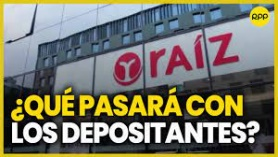 RPP
RAÍZ
¿QUÉ PASARÁ CON
LOS DEPOSITANTES?